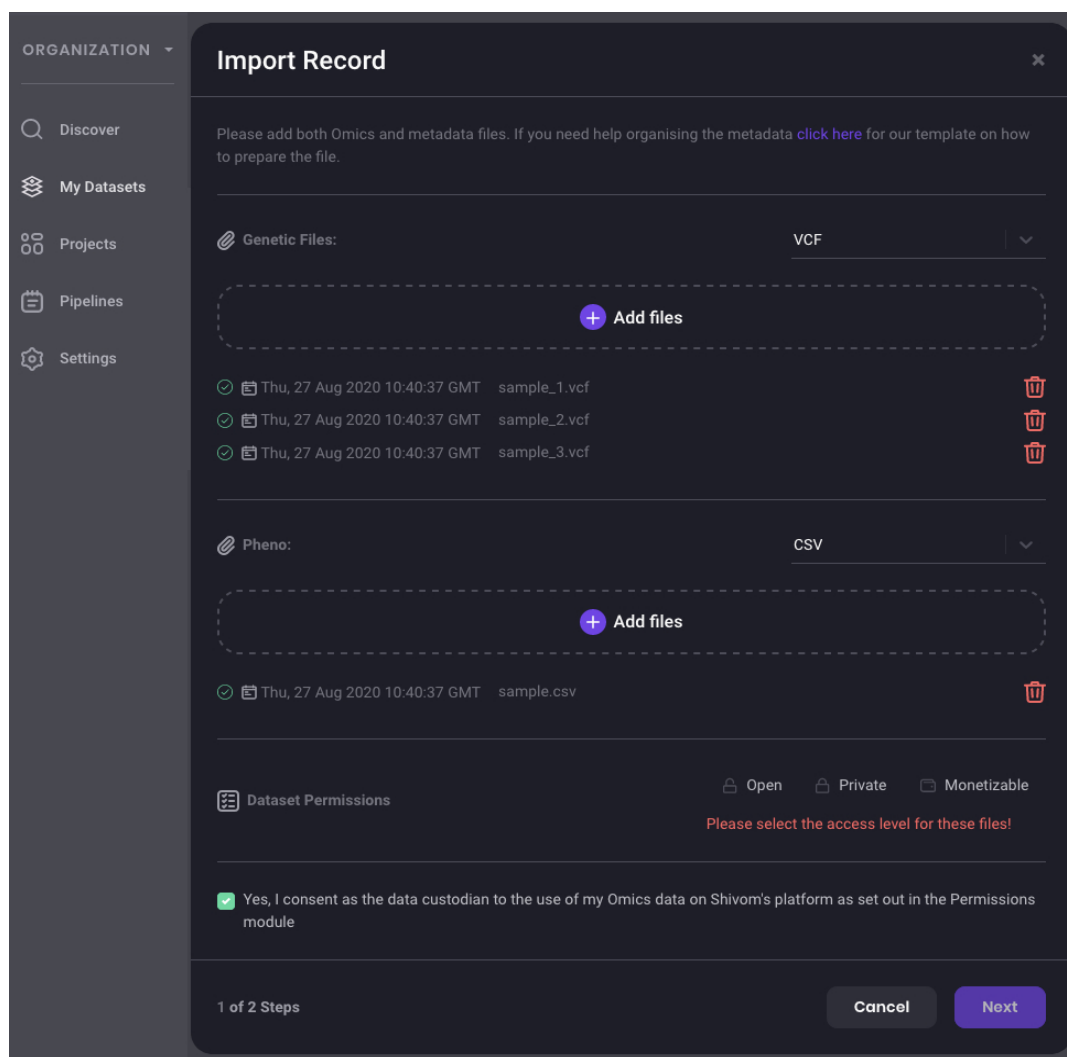 ORGANIZATION
Discover
My Datasets
Projects
Pipelines
Settings
Import Record
Please add both Omics and metadata files. If you need help organising the metadata click here for our template on how
to prepare the file.
Genetic Files:
VCF
Add files
Thu, 27 Aug 2020 10:40:37 GMT sample_1.vcf
Thu, 27 Aug 2020 10:40:37 GMT sample_2.vcf
Thu, 27 Aug 2020 10:40:37 GMT sample_3.vcf
Pheno:
CSV
Add files
Thu, 27 Aug 2020 10:40:37 GMT sample.csv
Dataset Permissions
Open Private Monetizable
Please select the access level for these files!
Yes, I consent as the data custodian to the use of my Omics data on Shivom's platform as set out in the Permissions
module
1 of 2 Steps
Cancel
Next